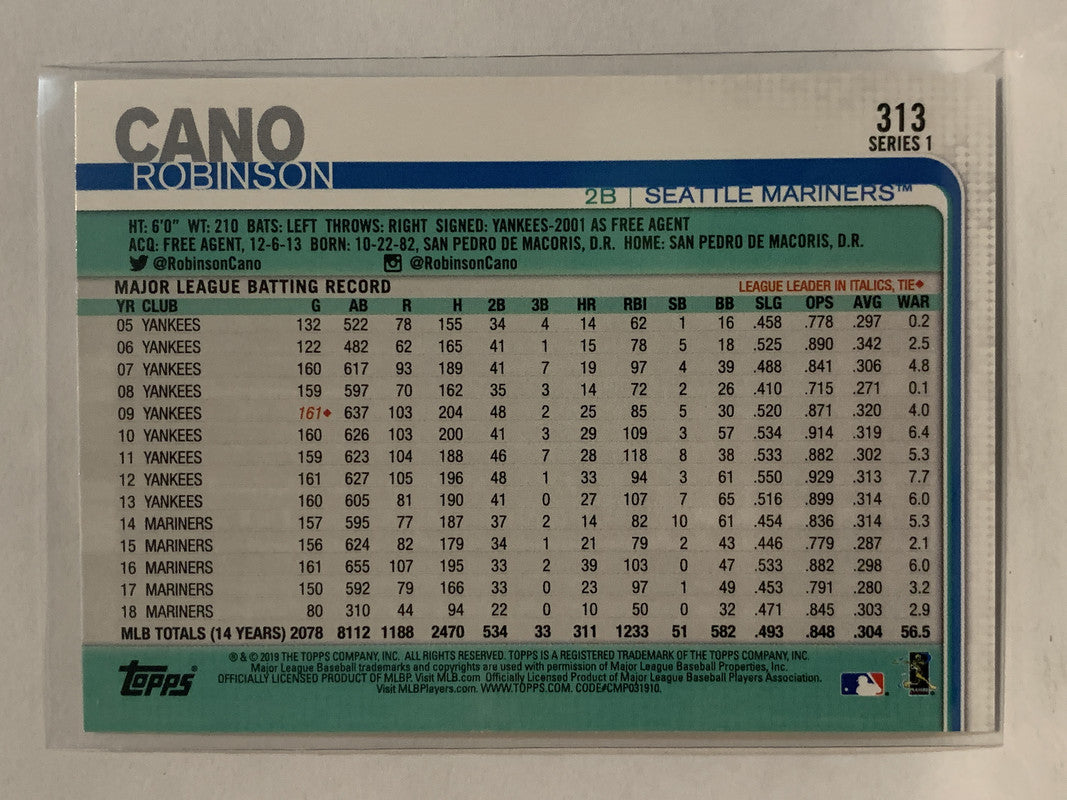 CANO
ROBINSON
313
SERIES 1
2B | SEATTLE MARINERS™
HT: 6'0" WT: 210 BATS: LEFT THROWS: RIGHT SIGNED: YANKEES-2001 AS FREE AGENT
ACQ: FREE AGENT, 12-6-13 BORN: 10-22-82, SAN PEDRO DE MACORIS, D.R. HOME: SAN PEDRO DE MACORIS, D.R.
@RobinsonCano @RobinsonCano
MAJOR LEAGUE BATTING RECORD LEAGUE LEADER IN ITALICS, TIE◆
YR CLUB G AB R H 2B 3B HR RBI SB BB SLG OPS AVG WAR
05 YANKEES 132 522 78 155 34 4 14 62 1 16 .458 .778 .297 0.2
06 YANKEES 122 482 62 165 41 1 15 78 5 18 .525 .890 .342 2.5
07 YANKEES 160 617 93 189 41 7 19 97 4 39 .488 .841 .306 4.8
08 YANKEES 159 597 70 162 35 3 14 72 2 26 .410 .715 .271 0.1
09 YANKEES 161◆ 637 103 204 48 2 25 85 5 30 .520 .871 .320 4.0
10 YANKEES 160 626 103 200 41 3 29 109 3 57 .534 .914 .319 6.4
11 YANKEES 159 623 104 188 46 7 28 118 8 38 .533 .882 .302 5.3
12 YANKEES 161 627 105 196 48 1 33 94 3 61 .550 .929 .313 7.7
13 YANKEES 160 605 81 190 41 0 27 107 7 65 .516 .899 .314 6.0
14 MARINERS 157 595 77 187 37 2 14 82 10 61 .454 .836 .314 5.3
15 MARINERS 156 624 82 179 34 1 21 79 2 43 .446 .779 .287 2.1
16 MARINERS 161 655 107 195 33 2 39 103 0 47 .533 .882 .298 6.0
17 MARINERS 150 592 79 166 33 0 23 97 1 49 .453 .791 .280 3.2
18 MARINERS 80 310 44 94 22 0 10 50 0 32 .471 .845 .303 2.9
MLB TOTALS (14 YEARS) 2078 8112 1188 2470 534 33 311 1233 51 582 .493 .848 .304 56.5
® & © 2019 THE TOPPS COMPANY, INC. ALL RIGHTS RESERVED. TOPPS IS A REGISTERED TRADEMARK OF THE TOPPS COMPANY, INC.
Major League Baseball trademarks and copyrights are used with permission of Major League Baseball Properties, Inc.
OFFICIALLY LICENSED PRODUCT OF MLBP. Visit MLB.com Officially Licensed Product of Major League Baseball Players Association.
Visit MLBPlayers.com. WWW.TOPPS.COM. CODE#CMP031910.
Topps®